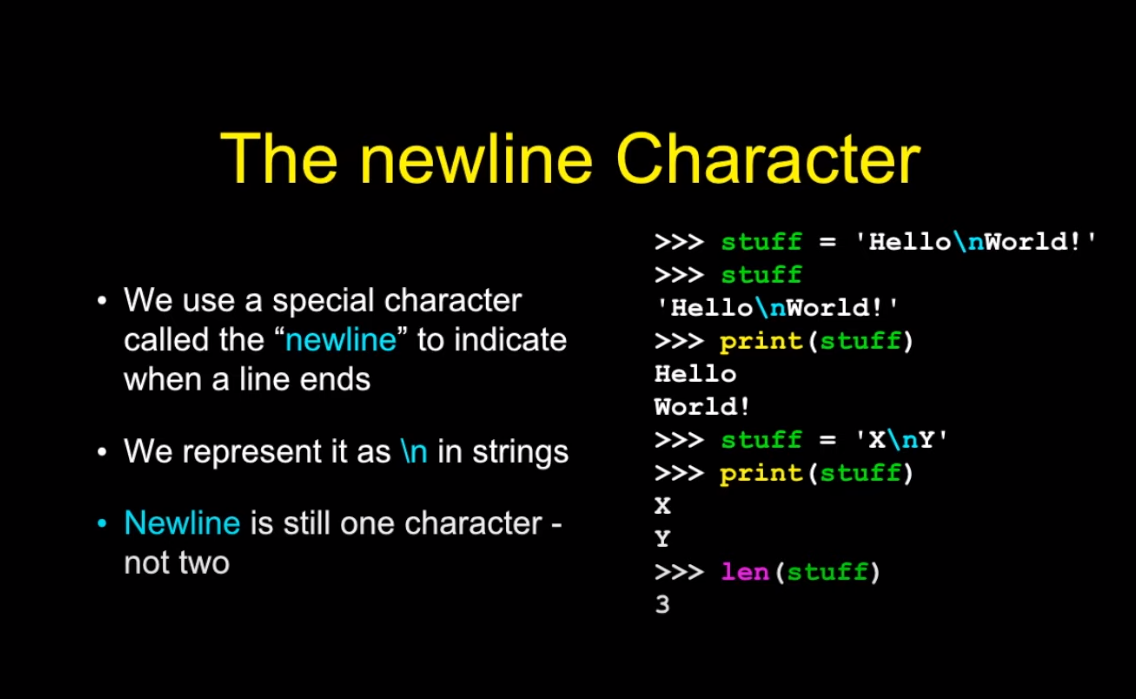 The newline Character
• We use a special character
called the “newline” to indicate
when a line ends
• We represent it as \n in strings
• Newline is still one character -
not two
>>> stuff = 'Hello\nWorld!'
>>> stuff
'Hello\nWorld!'
>>> print(stuff)
Hello
World!
>>> stuff = 'X\nY'
>>> print(stuff)
X
Y
>>> len(stuff)
3